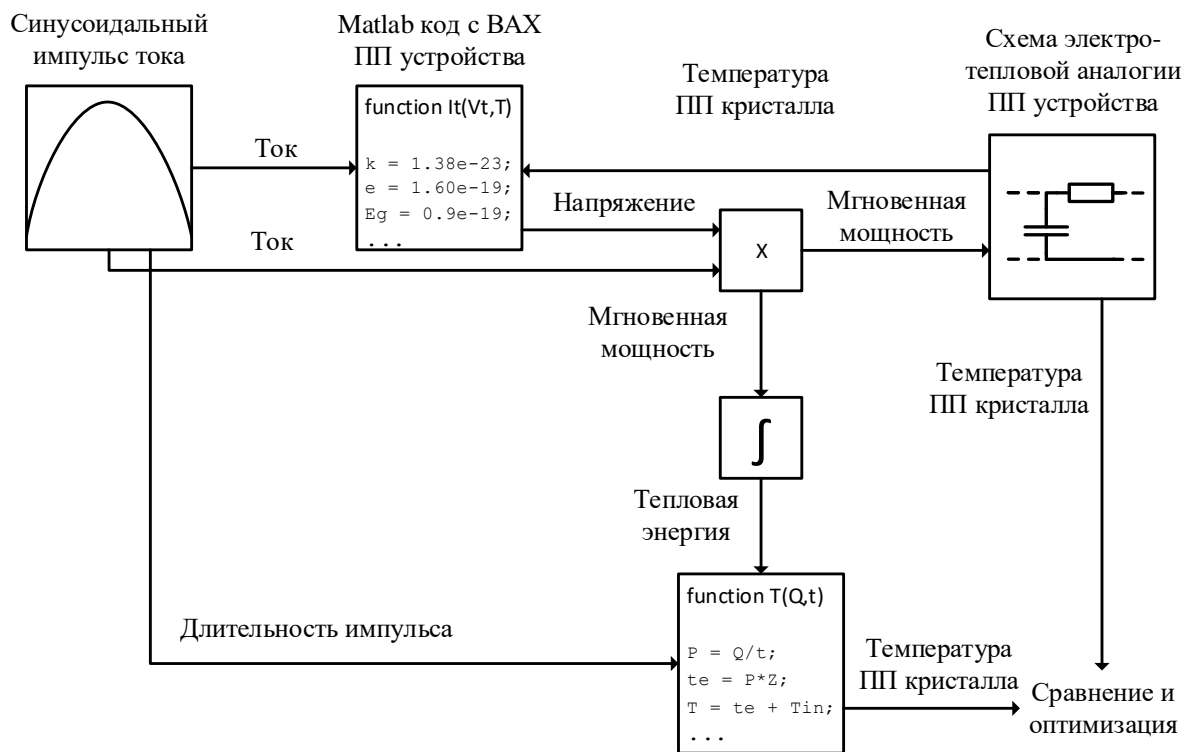 Синусоидальный
импульс тока
Matlab код с ВАХ
ПП устройства
Температура
ПП кристалла
Схема электро-
тепловой аналогии
ПП устройства
function It(Vt,T)
k = 1.38e-23;
e = 1.60e-19;
Eg = 0.9e-19;
...
Ток
Ток
Напряжение
X
Мгновенная
мощность
Мгновенная
мощность
∫
Тепловая
энергия
Температура
ПП кристалла
Длительность импульса
function T(Q,t)
P = Q/t;
te = P*Z;
T = te + Tin;
...
Температура
ПП кристалла
Сравнение и
оптимизация